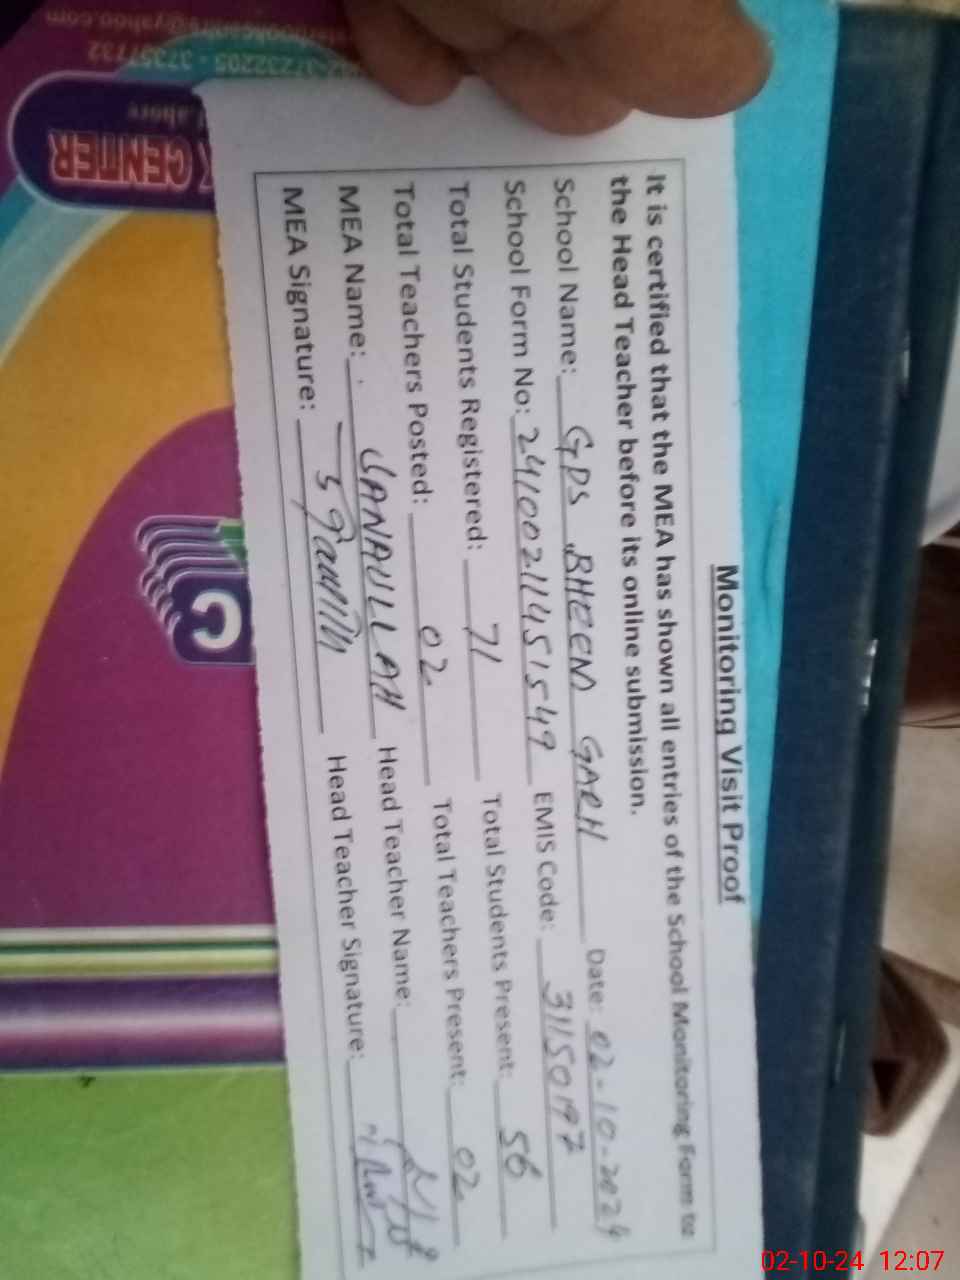 Monitoring Visit Proof
It is certified that the MEA has shown all entries of the School Monitoring Form to
the Head Teacher before its online submission.
School Name: GPS BHEEM GARH Date: 02-10-2024
School Form No: 24100211451549 EMIS Code: 31150197
Total Students Registered: 71 Total Students Present: 56
Total Teachers Posted: 02 Total Teachers Present: 02
MEA Name: SANAULLAH Head Teacher Name:
MEA Signature: Head Teacher Signature:
37232205 - 37357732
CENTER
02-10-24 12:07